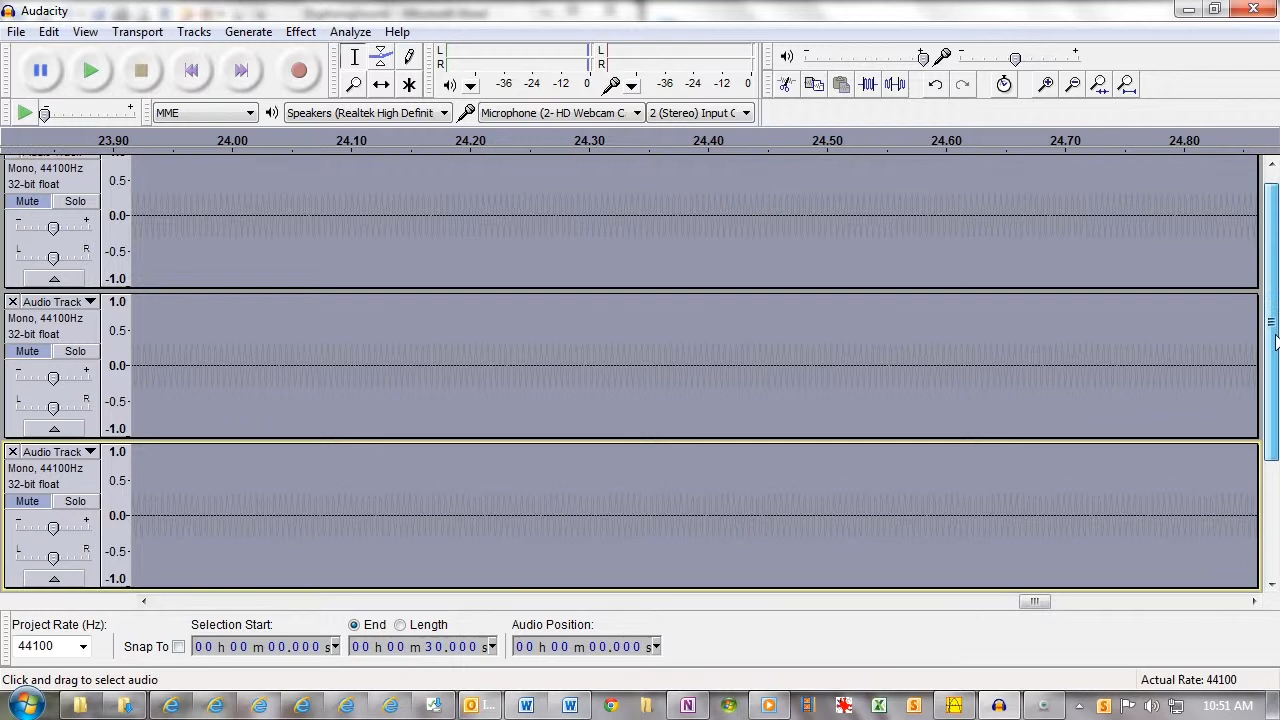 Audacity
File Edit View Transport Tracks Generate Effect Analyze Help
L
R
-36 -24 -12 0
L
R
-36 -24 -12 0
- +
- +
- +
MME
Speakers (Realtek High Definit
Microphone (2- HD Webcam C
2 (Stereo) Input C
23.90 24.00 24.10 24.20 24.30 24.40 24.50 24.60 24.70 24.80
Mono, 44100Hz
32-bit float
Mute Solo
- +
L R
0.5
0.0
-0.5
-1.0
X Audio Track
Mono, 44100Hz
32-bit float
Mute Solo
- +
L R
1.0
0.5
0.0
-0.5
-1.0
X Audio Track
Mono, 44100Hz
32-bit float
Mute Solo
- +
L R
1.0
0.5
0.0
-0.5
-1.0
Project Rate (Hz):
44100
Snap To
Selection Start:
00 h 00 m 00.000 s
End Length
00 h 00 m 30.000 s
Audio Position:
00 h 00 m 00.000 s
Click and drag to select audio
Actual Rate: 44100
I...
10:51 AM